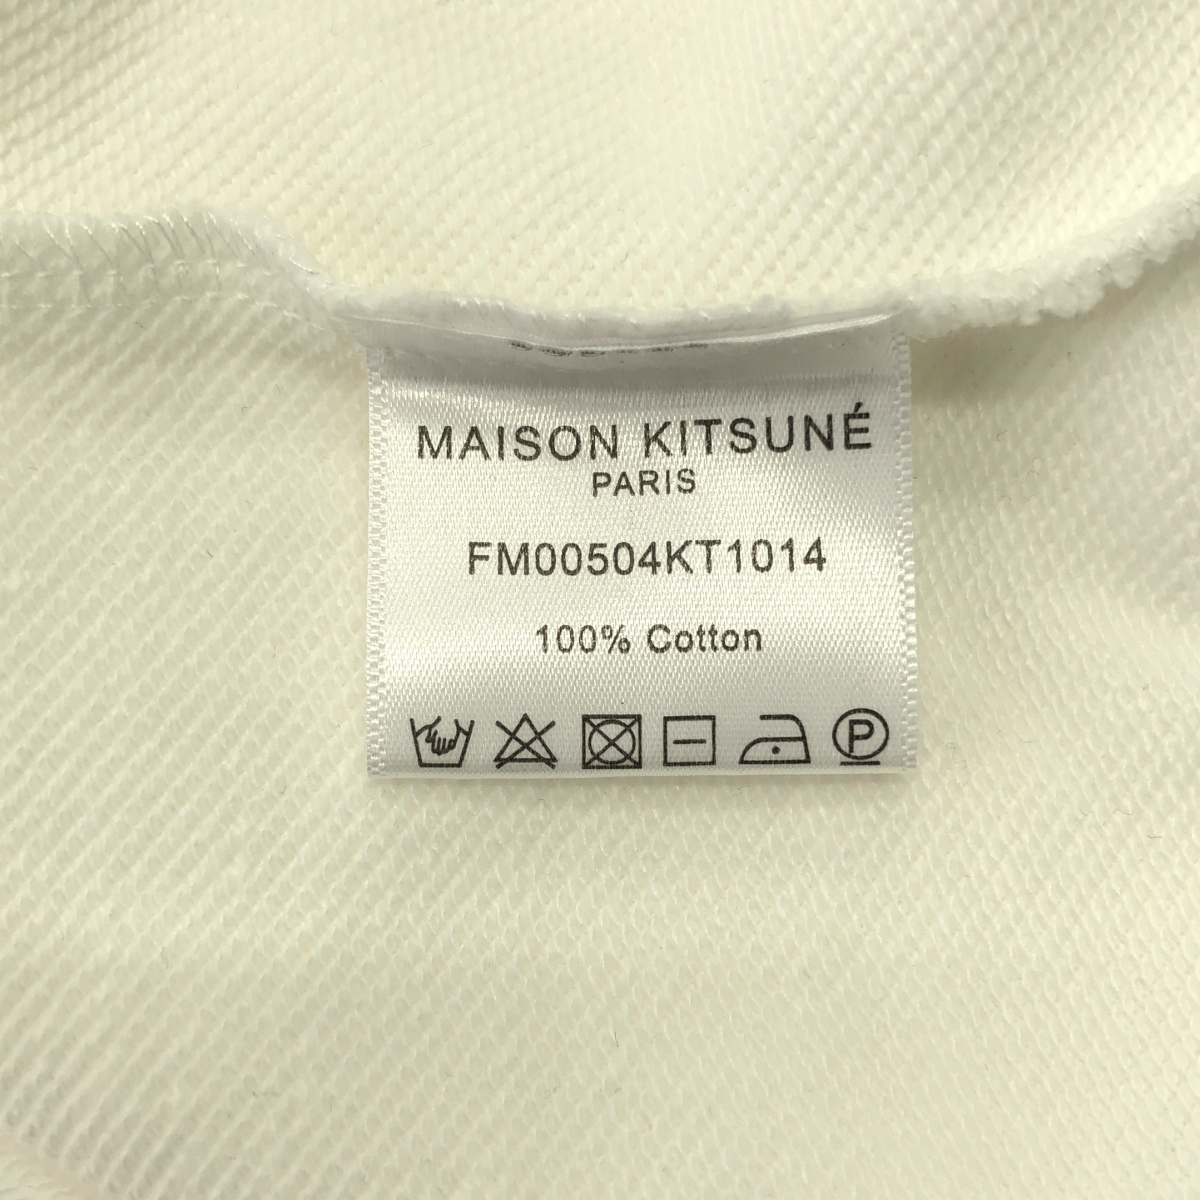 MAISON KITSUNÉ
PARIS
FM00504KT1014
100% Cotton
P